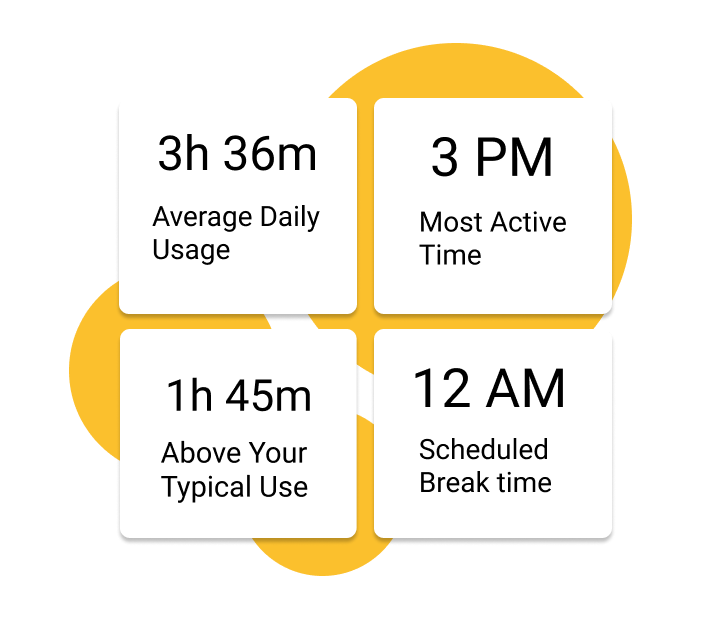 3h 36m
Average Daily
Usage
3 PM
Most Active
Time
1h 45m
Above Your
Typical Use
12 AM
Scheduled
Break time